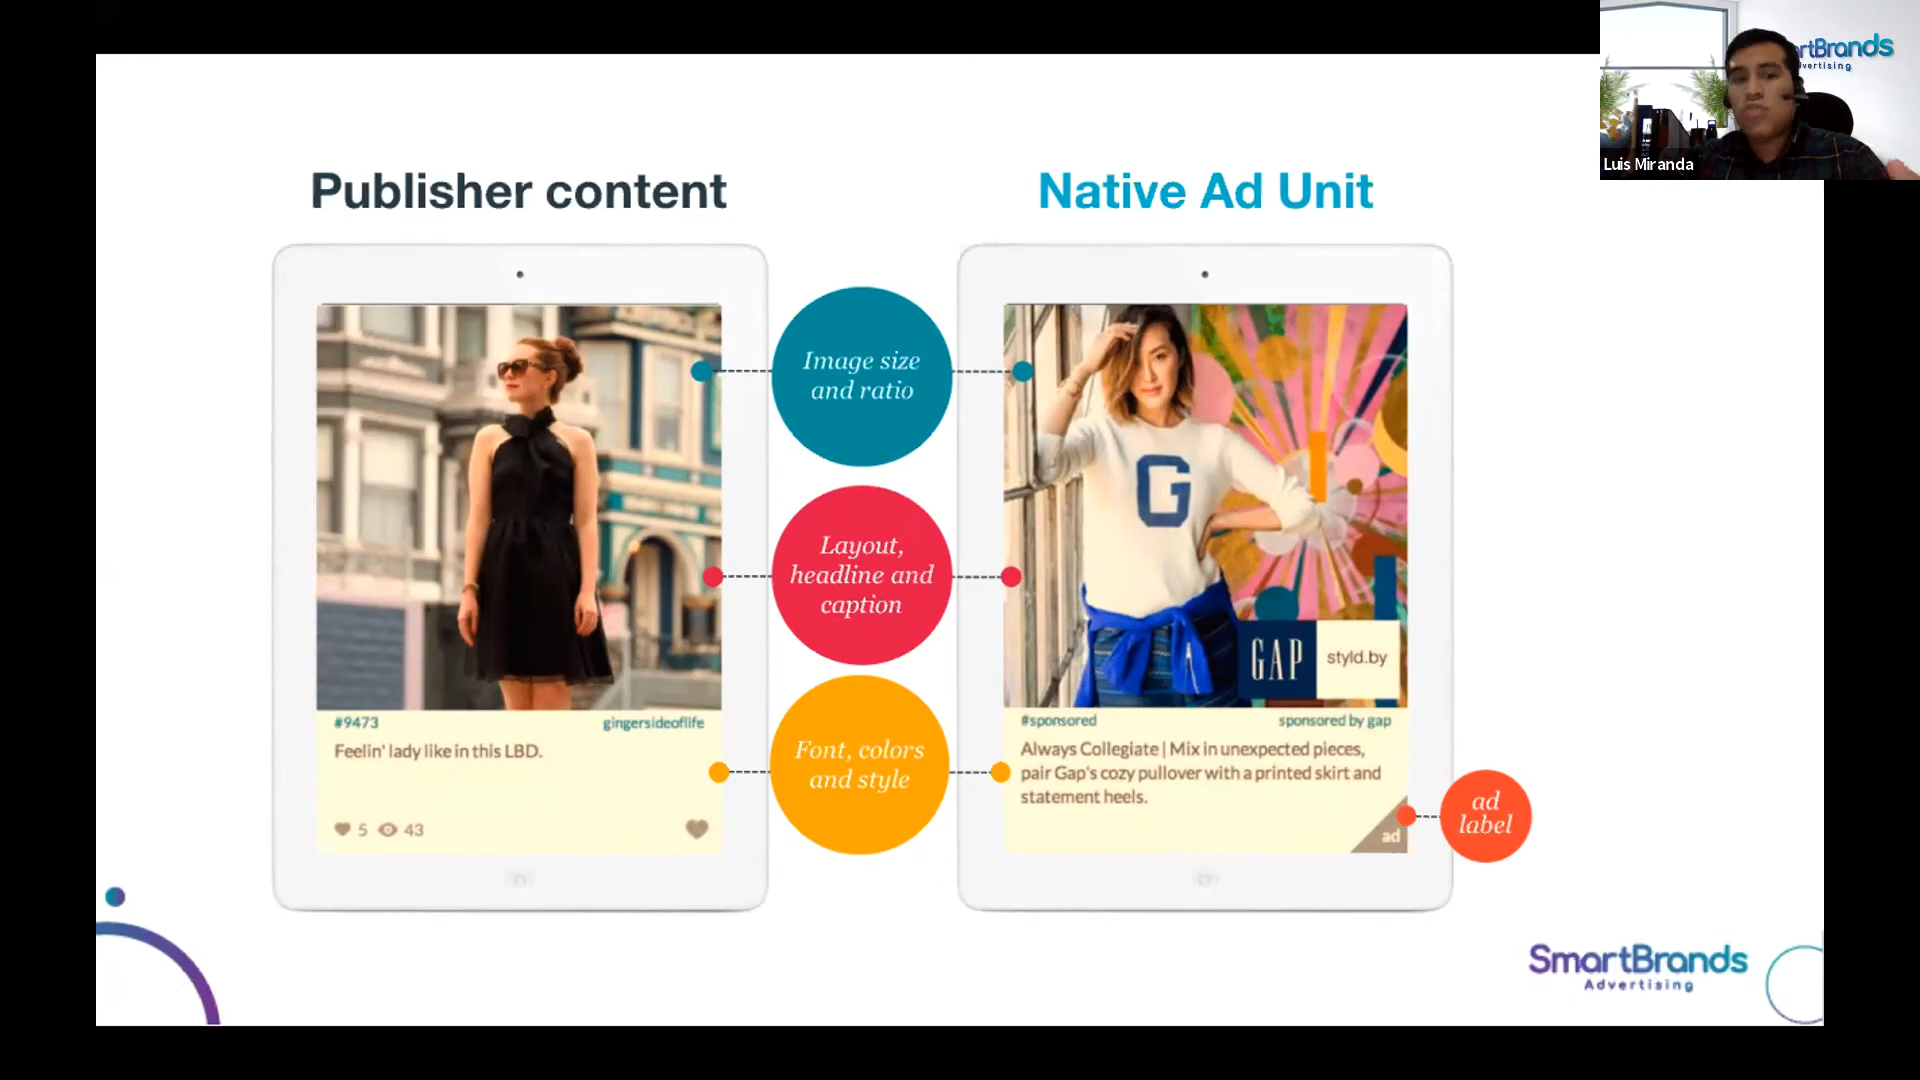 rtBrands
vertising
Luis Miranda
Publisher content
Native Ad Unit
Image size
and ratio
Layout,
headline and
caption
Font, colors
and style
G
GAP
styld.by
#9473
gingersideoflife
Feelin' lady like in this LBD.
5
43
#sponsored
sponsored by gap
Always Collegiate | Mix in unexpected pieces,
pair Gap's cozy pullover with a printed skirt and
statement heels.
ad
ad
label
SmartBrands
Advertising